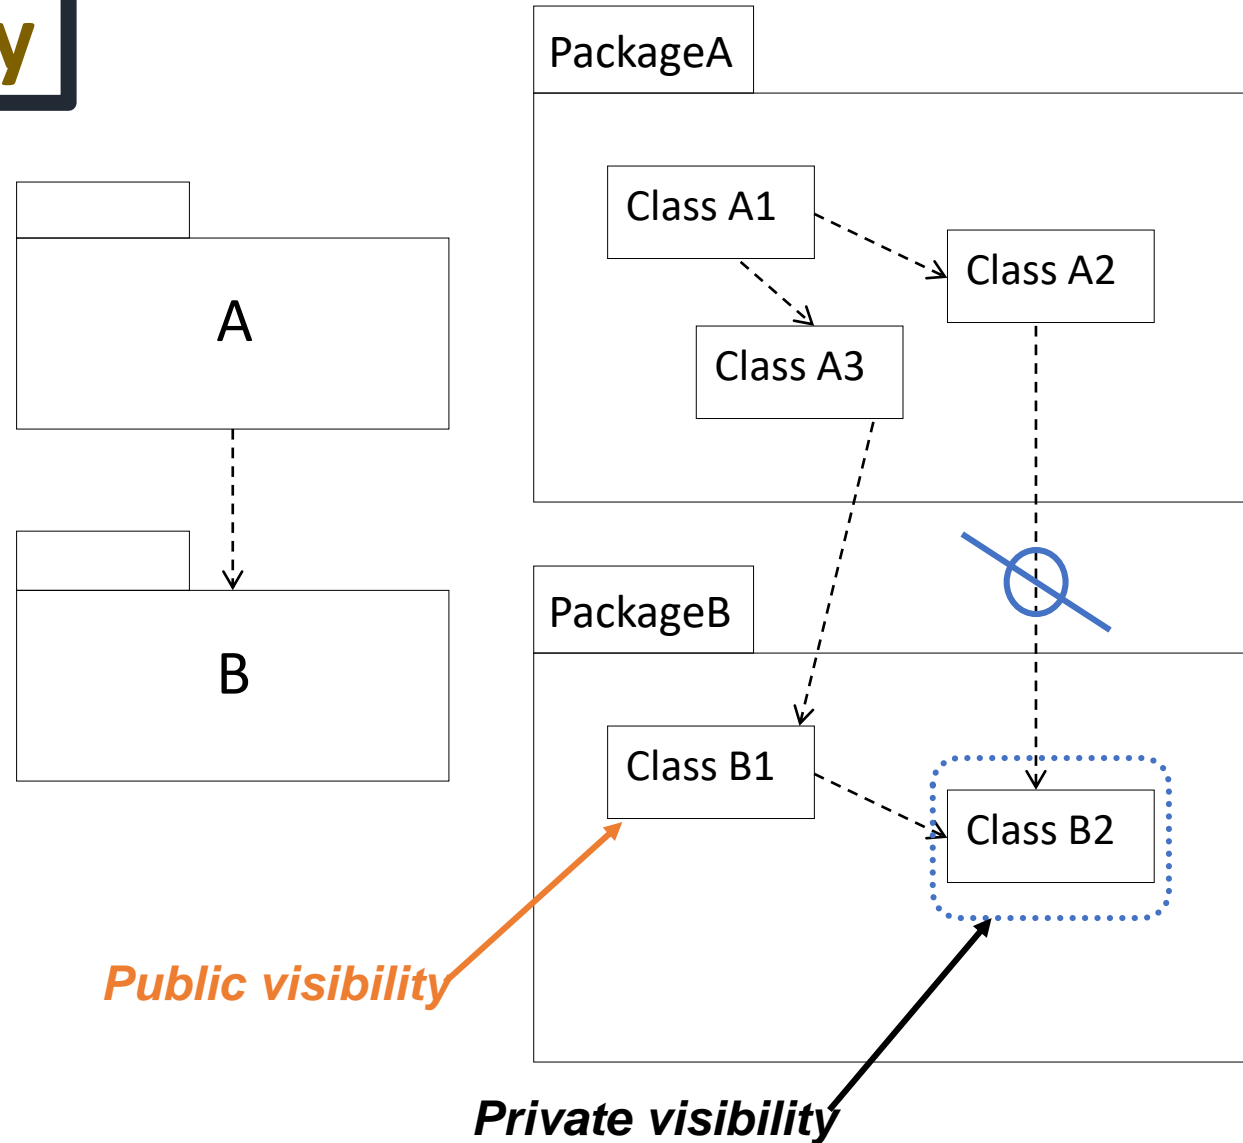 y
PackageA
Class A1
Class A2
A
Class A3
PackageB
B
Class B1
Class B2
Public visibility
Private visibility